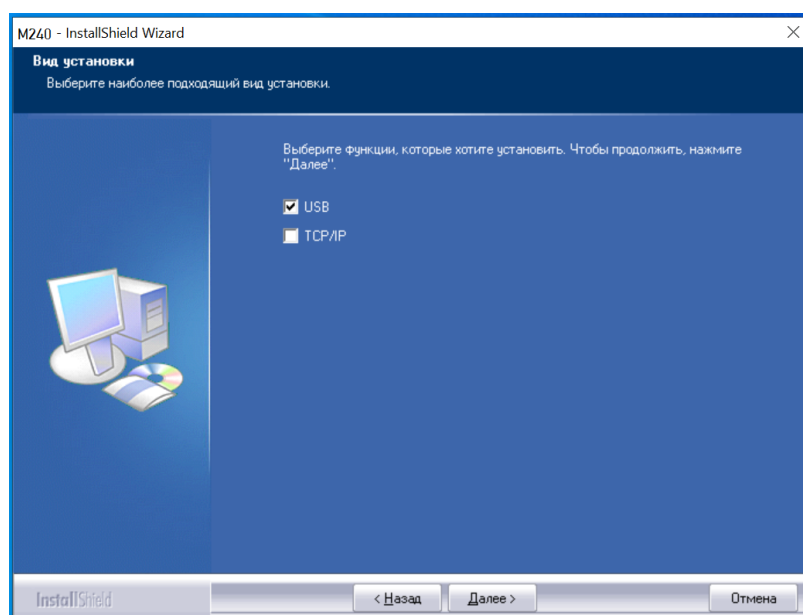 M240 - InstallShield Wizard
Вид установки
Выберите наиболее подходящий вид установки.
Выберите функции, которые хотите установить. Чтобы продолжить, нажмите
"Далее".
USB
TCP/IP
InstallShield
< Назад
Далее >
Отмена